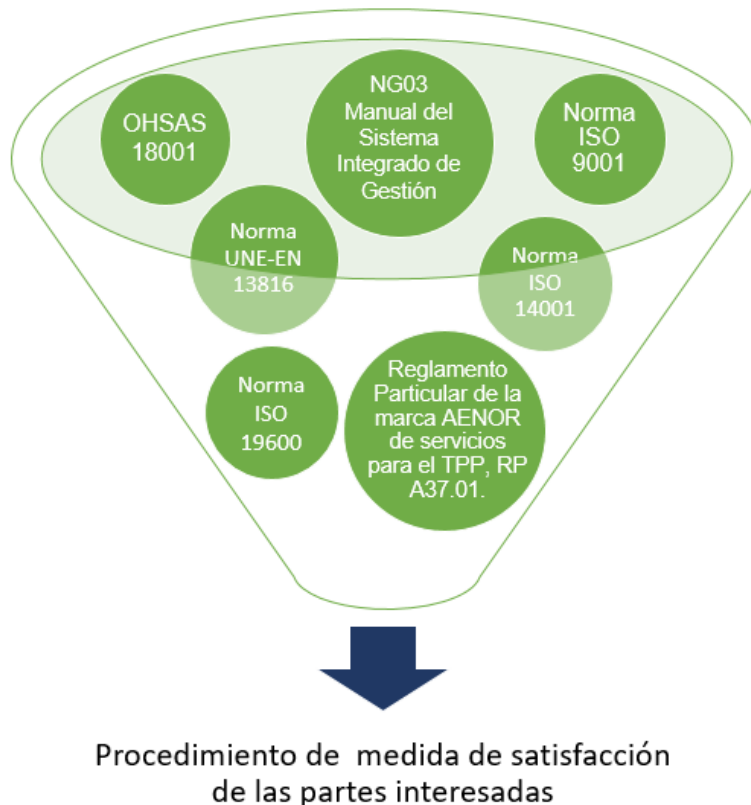 OHSAS
18001
NG03
Manual del
Sistema
Integrado de
Gestión
Norma
ISO
9001
Norma
UNE-EN
13816
Norma
ISO
14001
Norma
ISO
19600
Reglamento
Particular de la
marca AENOR
de servicios
para el TPP, RP
A37.01.
Procedimiento de medida de satisfacción
de las partes interesadas